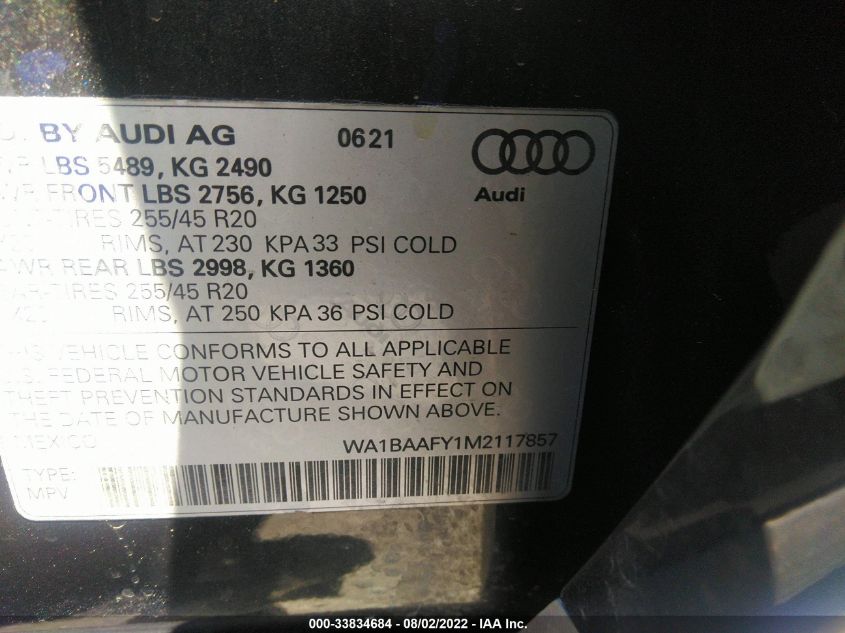 BY AUDI AG 0621
LBS 5489, KG 2490
Audi
FRONT LBS 2756, KG 1250
TIRES 255/45 R20
RIMS, AT 230 KPA 33 PSI COLD
REAR LBS 2998, KG 1360
TIRES 255/45 R20
RIMS, AT 250 KPA 36 PSI COLD
VEHICLE CONFORMS TO ALL APPLICABLE
FEDERAL MOTOR VEHICLE SAFETY AND
THEFT PREVENTION STANDARDS IN EFFECT ON
THE DATE OF MANUFACTURE SHOWN ABOVE.
MEXICO WA1BAAFY1M2117857
TYPE:
MPV
000-33834684 - 08/02/2022 - IAA Inc.